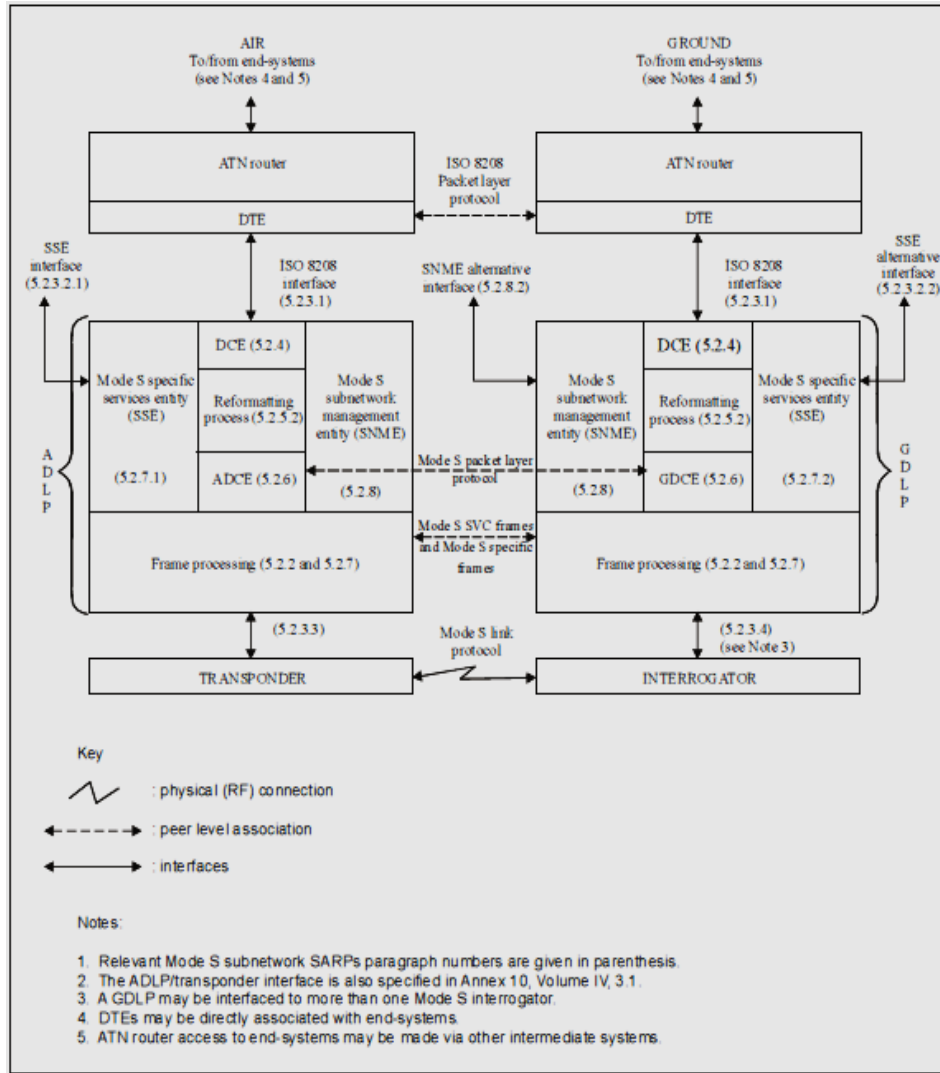 AIR
To/from end-systems
(see Notes 4 and 5)
GROUND
To/from end-systems
(see Notes 4 and 5)
ATN router
DTE
ISO 8208
Packet layer
protocol
ATN router
DTE
SSE
interface
(5.2.3.2.1)
ISO 8208
interface
(5.2.3.1)
SNME alternative
interface (5.2.8.2)
ISO 8208
interface
(5.2.3.1)
SSE
alternative
interface
(5.2.3.2.2)
A
D
L
P
Mode S specific
services entity
(SSE)
(5.2.7.1)
DCE (5.2.4)
Reformatting
process (5.2.5.2)
ADCE (5.2.6)
Mode S
subnetwork
management
entity (SNME)
(5.2.8)
Mode S packet layer
protocol
Mode S
subnetwork
management
entity (SNME)
(5.2.8)
DCE (5.2.4)
Reformatting
process (5.2.5.2)
GDCE (5.2.6)
Mode S specific
services entity
(SSE)
(5.2.7.2)
G
D
L
P
Frame processing (5.2.2 and 5.2.7)
Mode S SVC frames
and Mode S specific
frames
Frame processing (5.2.2 and 5.2.7)
(5.2.3.3)
Mode S link
protocol
(5.2.3.4)
(see Note 3)
TRANSPONDER
INTERROGATOR
Key
: physical (RF) connection
: peer level association
: interfaces
Notes:
1. Relevant Mode S subnetwork SARPs paragraph numbers are given in parenthesis.
2. The ADLP/transponder interface is also specified in Annex 10, Volume IV, 3.1.
3. A GDLP may be interfaced to more than one Mode S interrogator.
4. DTEs may be directly associated with end-systems.
5. ATN router access to end-systems may be made via other intermediate systems.